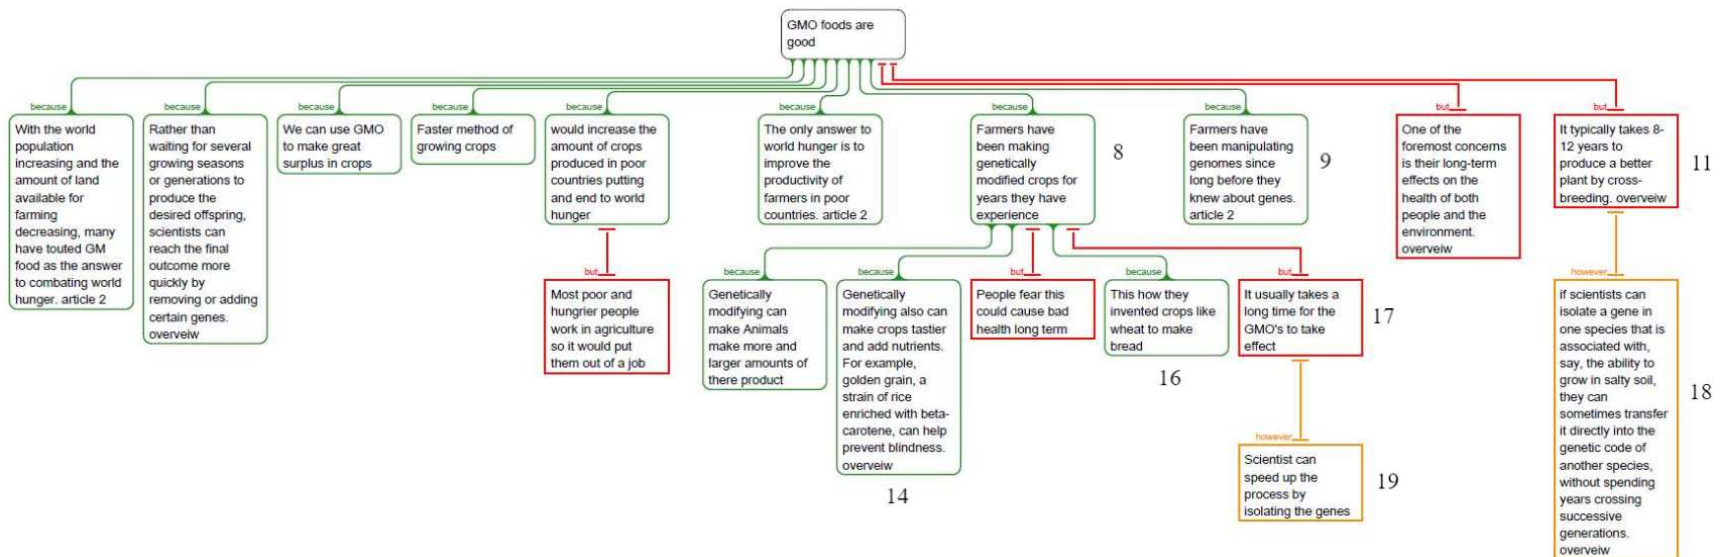 GMO foods are
good
because
With the world
population
increasing and the
amount of land
available for
farming
decreasing, many
have touted GM
food as the answer
to combating world
hunger. article 2
because
Rather than
waiting for several
growing seasons
or generations to
produce the
desired offspring,
scientists can
reach the final
outcome more
quickly by
removing or adding
certain genes.
overveiw
because
We can use GMO
to make great
surplus in crops
because
Faster method of
growing crops
because
would increase the
amount of crops
produced in poor
countries putting
and end to world
hunger
because
The only answer to
world hunger is to
improve the
productivity of
farmers in poor
countries. article 2
because
Farmers have
been making
genetically
modified crops for
years they have
experience
8
because
Farmers have
been manipulating
genomes since
long before they
knew about genes.
article 2
9
but
One of the
foremost concerns
is their long-term
effects on the
health of both
people and the
environment.
overveiw
but
It typically takes 8-
12 years to
produce a better
plant by cross-
breeding. overveiw
11
but
Most poor and
hungrier people
work in agriculture
so it would put
them out of a job
because
Genetically
modifying can
make Animals
make more and
larger amounts of
there product
because
Genetically
modifying also can
make crops tastier
and add nutrients.
For example,
golden grain, a
strain of rice
enriched with beta-
carotene, can help
prevent blindness.
overveiw
14
but
People fear this
could cause bad
health long term
because
This how they
invented crops like
wheat to make
bread
16
but
It usually takes a
long time for the
GMO's to take
effect
17
however
if scientists can
isolate a gene in
one species that is
associated with,
say, the ability to
grow in salty soil,
they can
sometimes transfer
it directly into the
genetic code of
another species,
without spending
years crossing
successive
generations.
overveiw
18
however
Scientist can
speed up the
process by
isolating the genes
19